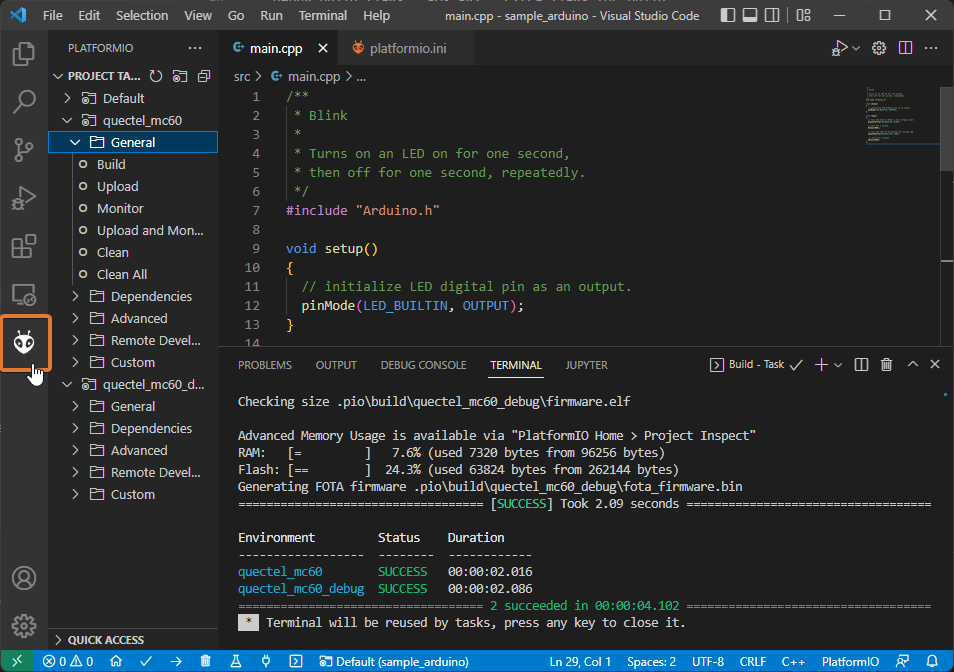 File Edit Selection View Go Run Terminal Help main.cpp - sample_arduino - Visual Studio Code
PLATFORMIO
PROJECT TA...
Default
quectel_mc60
General
Build
Upload
Monitor
Upload and Mon...
Clean
Clean All
Dependencies
Advanced
Remote Devel...
Custom
quectel_mc60_d...
General
Dependencies
Advanced
Remote Devel...
Custom
QUICK ACCESS
main.cpp platformio.ini
src > main.cpp > ...
1 /**
2 * Blink
3 *
4 * Turns on an LED on for one second,
5 * then off for one second, repeatedly.
6 */
7 #include "Arduino.h"
8
9 void setup()
10 {
11 // initialize LED digital pin as an output.
12 pinMode(LED_BUILTIN, OUTPUT);
13 }
14
PROBLEMS OUTPUT DEBUG CONSOLE TERMINAL JUPYTER Build - Task
Checking size .pio\build\quectel_mc60_debug\firmware.elf
Advanced Memory Usage is available via "PlatformIO Home > Project Inspect"
RAM: [= ] 7.6% (used 7320 bytes from 96256 bytes)
Flash: [== ] 24.3% (used 63824 bytes from 262144 bytes)
Generating FOTA firmware .pio\build\quectel_mc60_debug\fota_firmware.bin
================================ [SUCCESS] Took 2.09 seconds ================================
Environment Status Duration
------------------ -------- ------------
quectel_mc60 SUCCESS 00:00:02.016
quectel_mc60_debug SUCCESS 00:00:02.086
================================ 2 succeeded in 00:00:04.102 ================================
* Terminal will be reused by tasks, press any key to close it.
0 0 Default (sample_arduino) Ln 29, Col 1 Spaces: 2 UTF-8 CRLF C++ PlatformIO